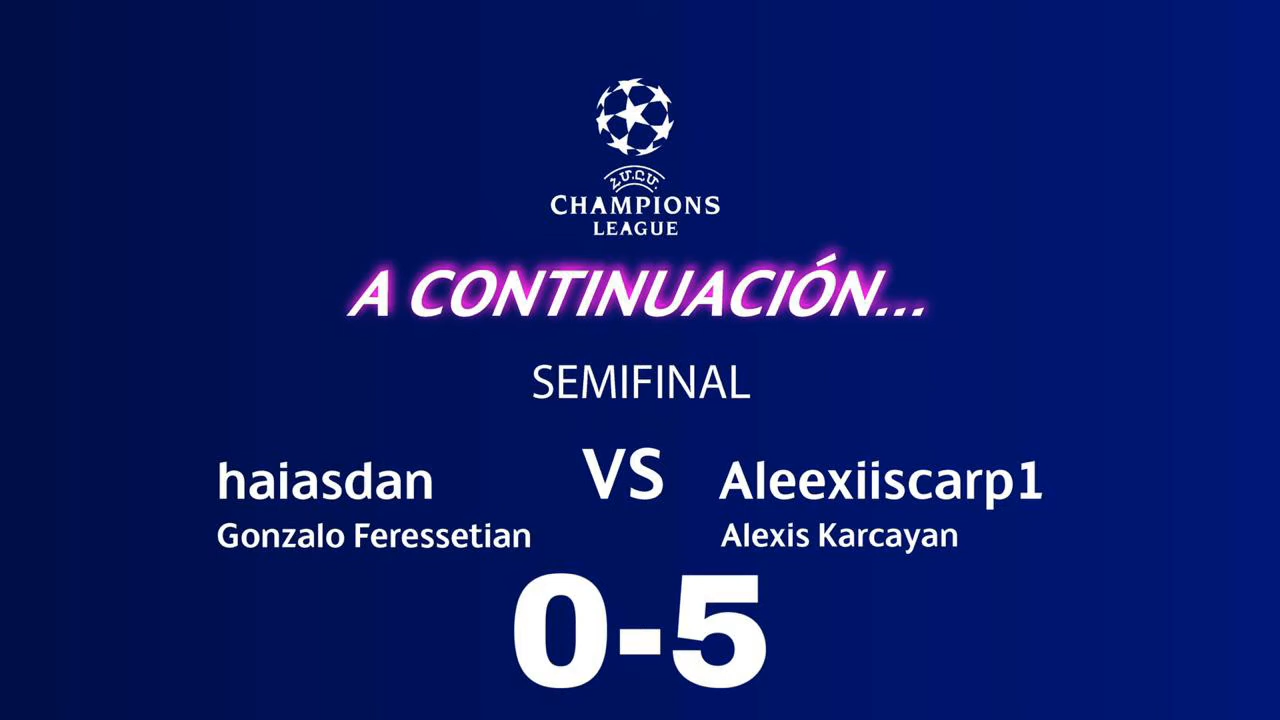 Հ.Մ.Ը.Մ.
CHAMPIONS
LEAGUE
A CONTINUACIÓN...
SEMIFINAL
haiasdan VS Aleexiiscarp1
Gonzalo Feressetian Alexis Karcayan
0-5